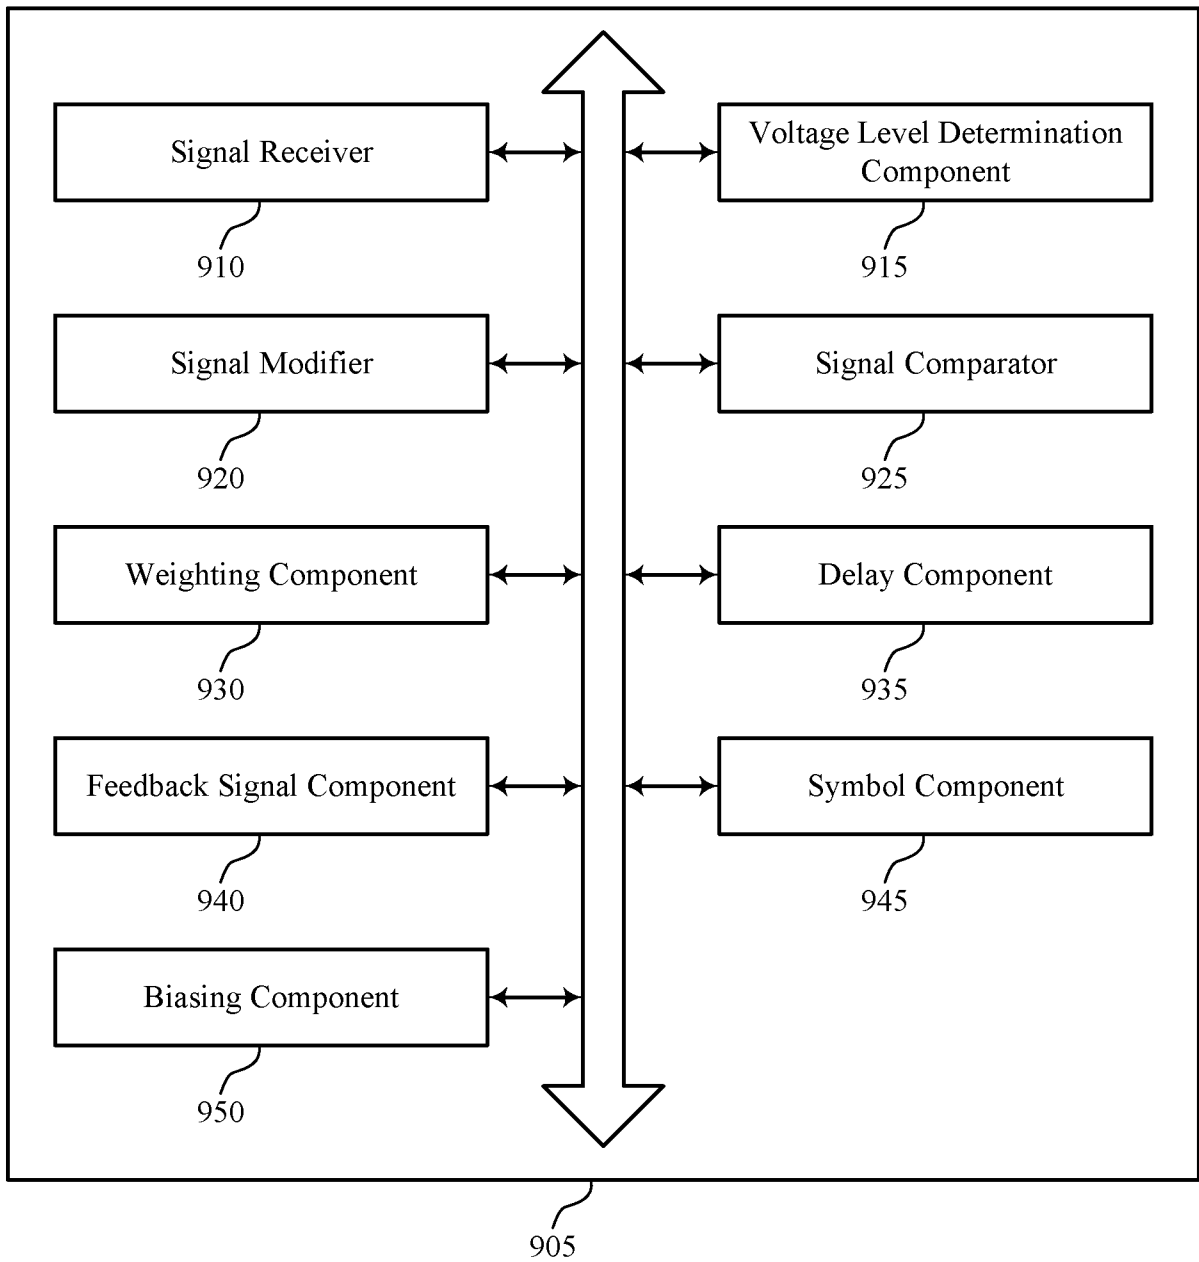 Signal Receiver
910
Voltage Level Determination
Component
915
Signal Modifier
920
Signal Comparator
925
Weighting Component
930
Delay Component
935
Feedback Signal Component
940
Symbol Component
945
Biasing Component
950
905